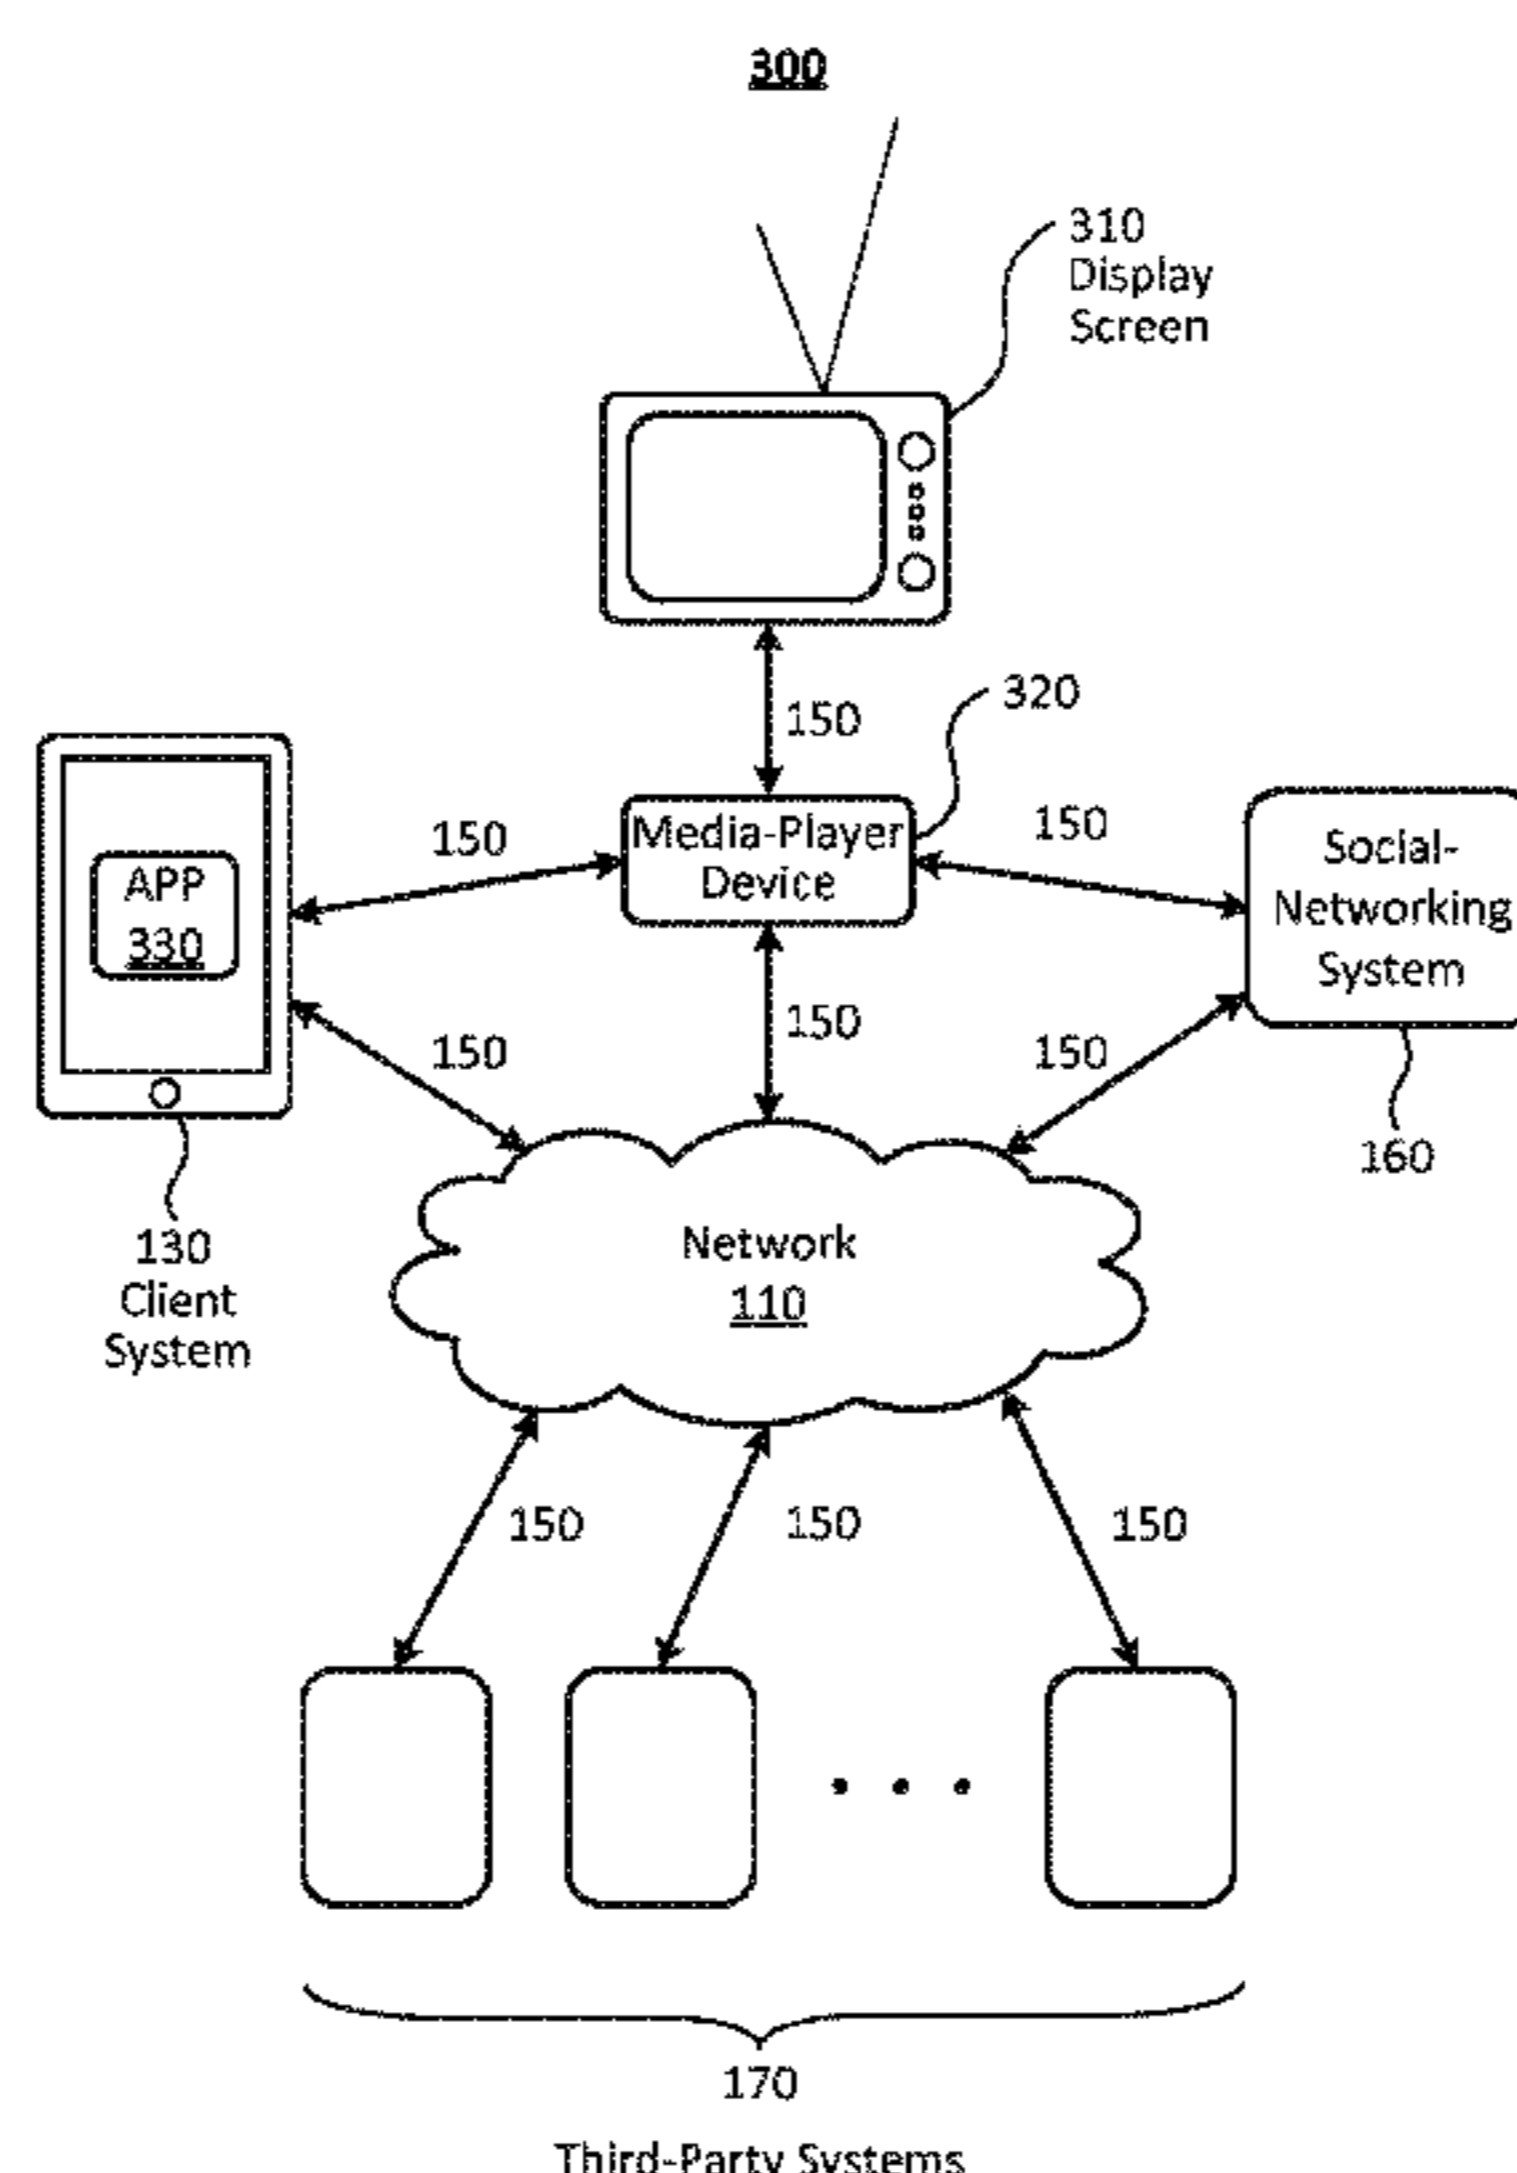 300
310
Display
Screen
150
320
Media-Player
Device
150
150
Social-
Networking
System
APP
330
150
150
150
160
130
Client
System
Network
110
150
150
150
170
Third-Party Systems